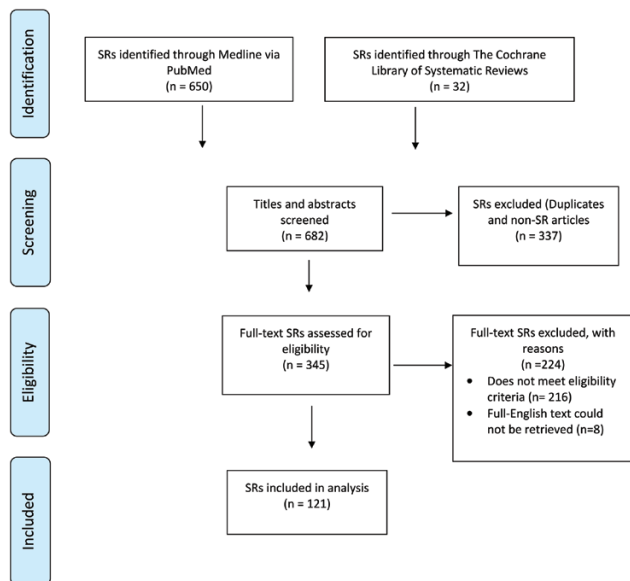 Identification
SRs identified through Medline via
PubMed
(n = 650)
SRs identified through The Cochrane
Library of Systematic Reviews
(n = 32)
Screening
Titles and abstracts
screened
(n = 682)
SRs excluded (Duplicates
and non-SR articles
(n = 337)
Eligibility
Full-text SRs assessed for
eligibility
(n = 345)
Full-text SRs excluded, with
reasons
(n =224)
• Does not meet eligibility
criteria (n= 216)
• Full-English text could
not be retrieved (n=8)
Included
SRs included in analysis
(n = 121)